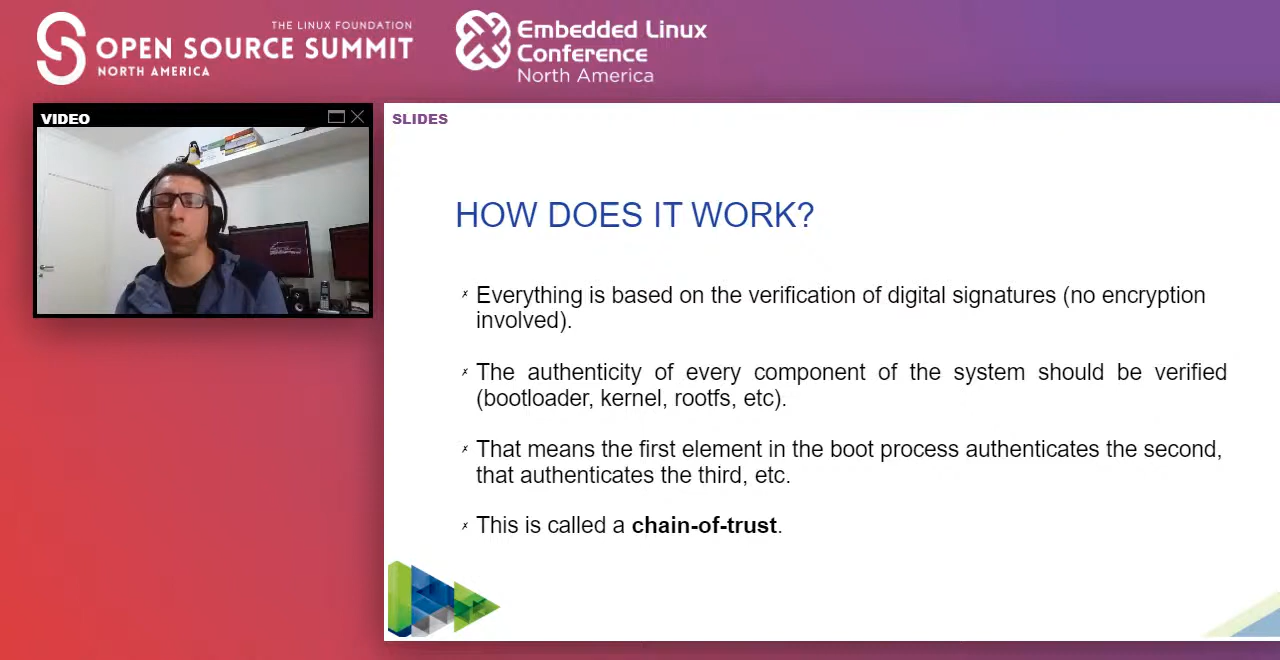 THE LINUX FOUNDATION
OPEN SOURCE SUMMIT
NORTH AMERICA
Embedded Linux
Conference
North America
VIDEO
SLIDES
HOW DOES IT WORK?
Everything is based on the verification of digital signatures (no encryption
involved).
The authenticity of every component of the system should be verified
(bootloader, kernel, rootfs, etc).
That means the first element in the boot process authenticates the second,
that authenticates the third, etc.
This is called a chain-of-trust.